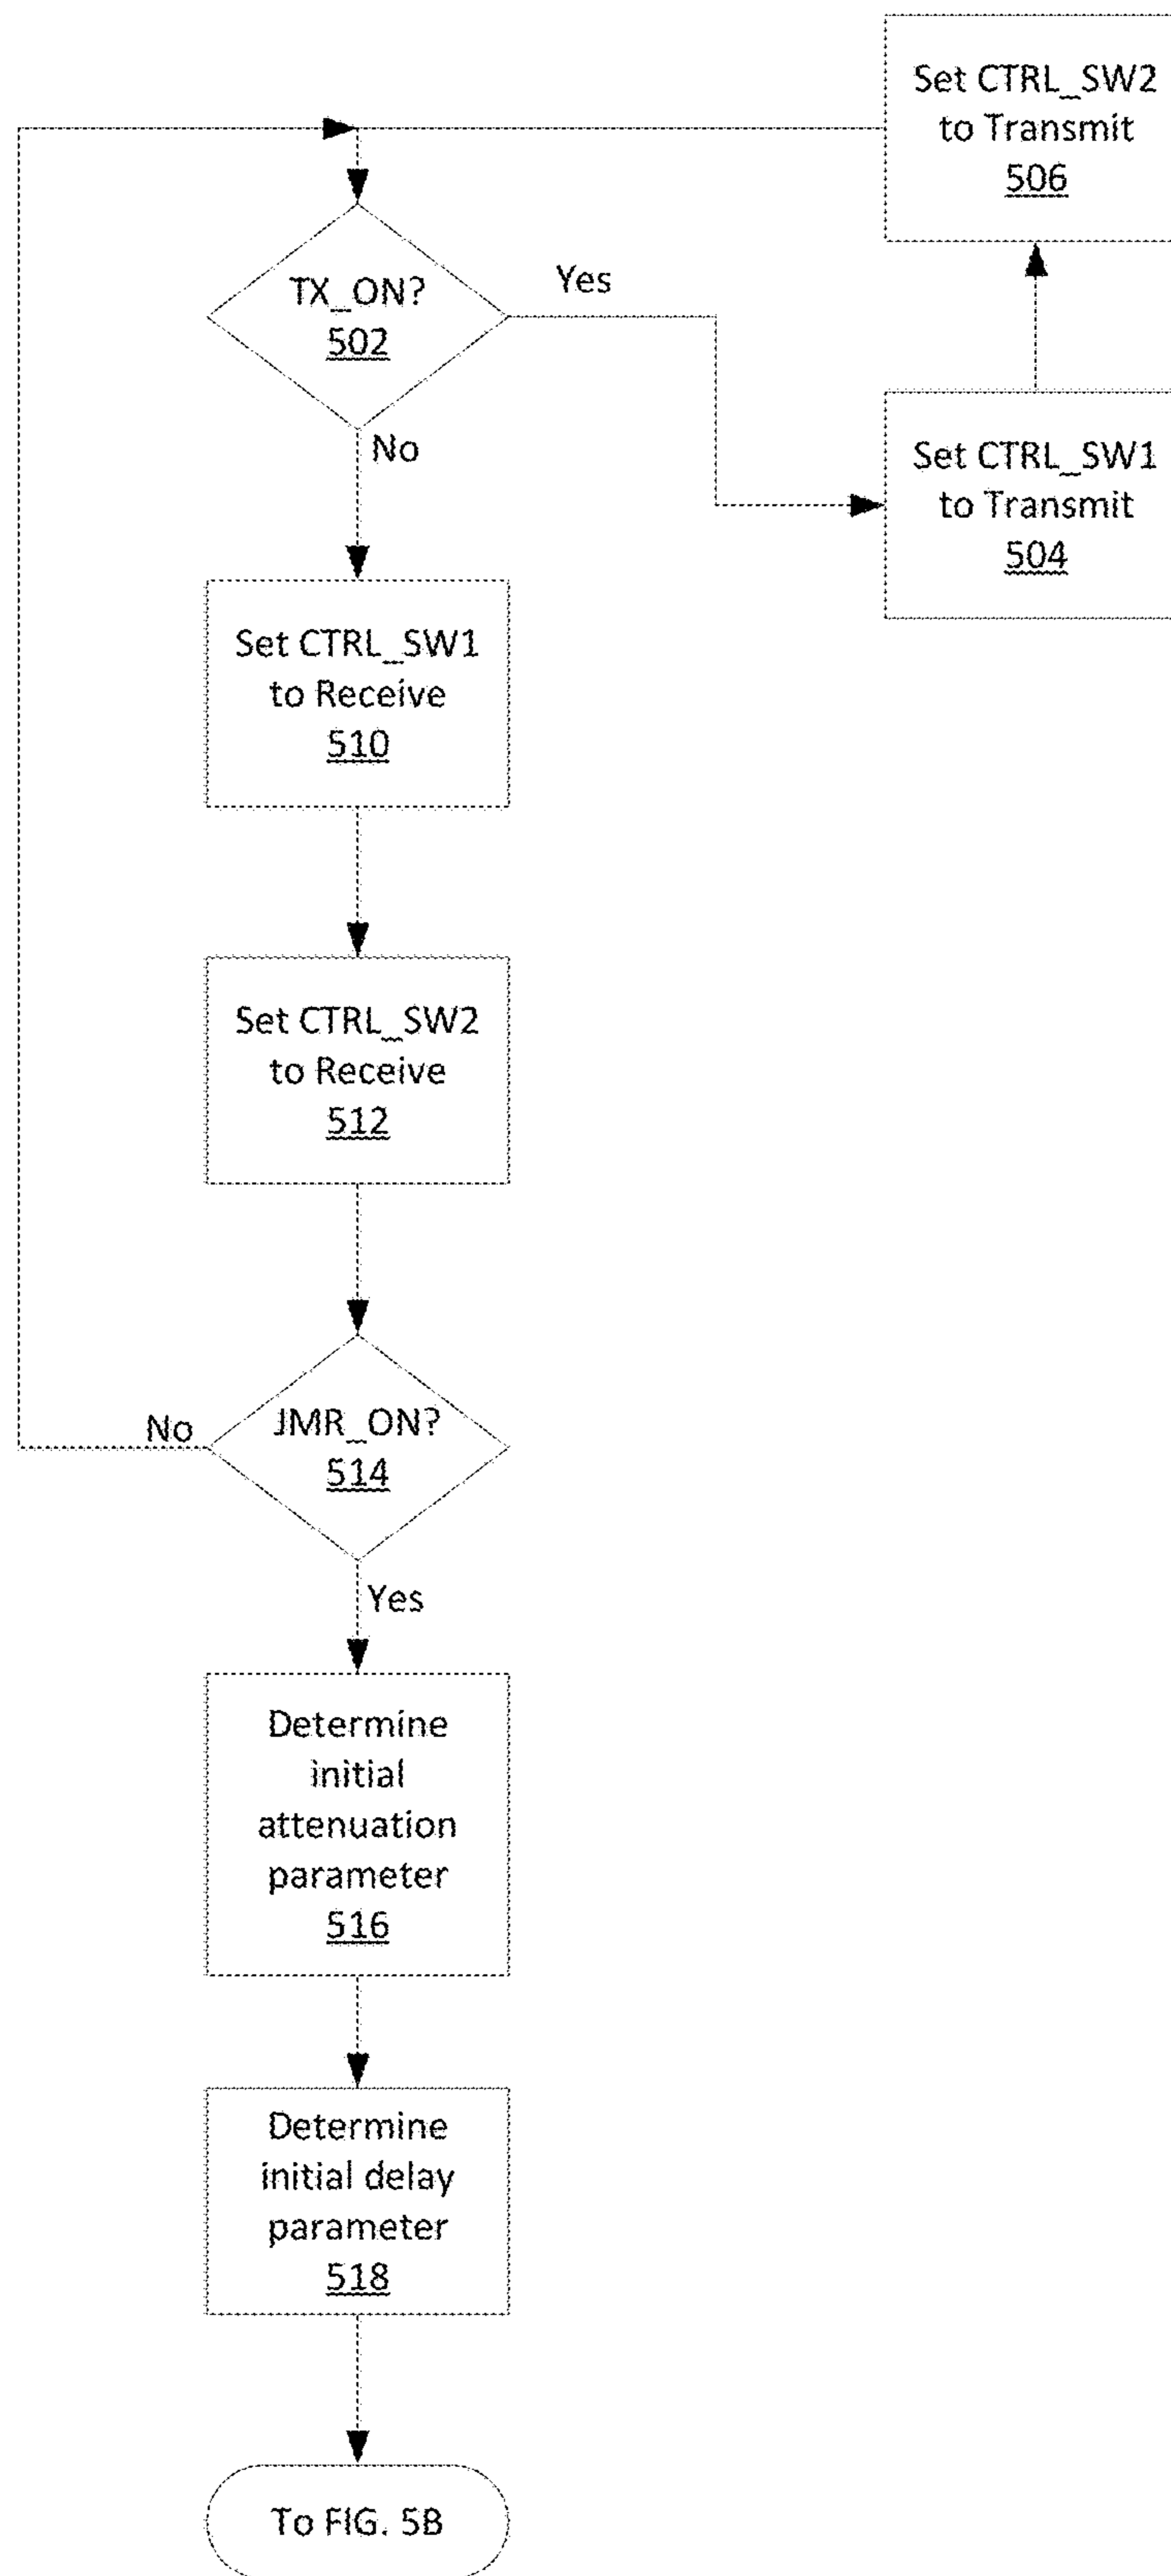 Set CTRL_SW2
to Transmit
506
TX_ON?
502
Yes
No
Set CTRL_SW1
to Transmit
504
Set CTRL_SW1
to Receive
510
Set CTRL_SW2
to Receive
512
JMR_ON?
514
No
Yes
Determine
initial
attenuation
parameter
516
Determine
initial delay
parameter
518
To FIG. 5B